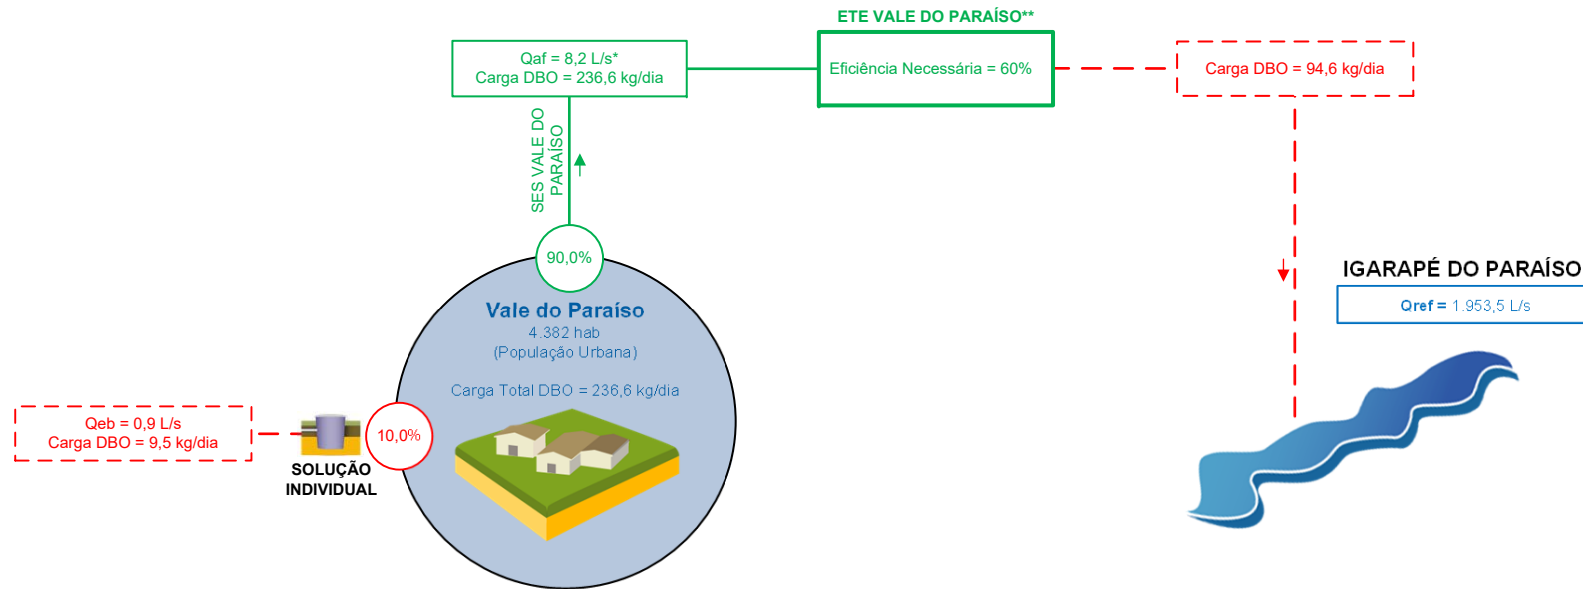 ETE VALE DO PARAÍSO**
Qaf = 8,2 L/s*
Carga DBO = 236,6 kg/dia
Eficiência Necessária = 60%
Carga DBO = 94,6 kg/dia
SES VALE DO
PARAÍSO
90,0%
IGARAPÉ DO PARAÍSO
Qref = 1.953,5 L/s
Vale do Paraíso
4.382 hab
(População Urbana)
Carga Total DBO = 236,6 kg/dia
Qeb = 0,9 L/s
Carga DBO = 9,5 kg/dia
10,0%
SOLUÇÃO
INDIVIDUAL